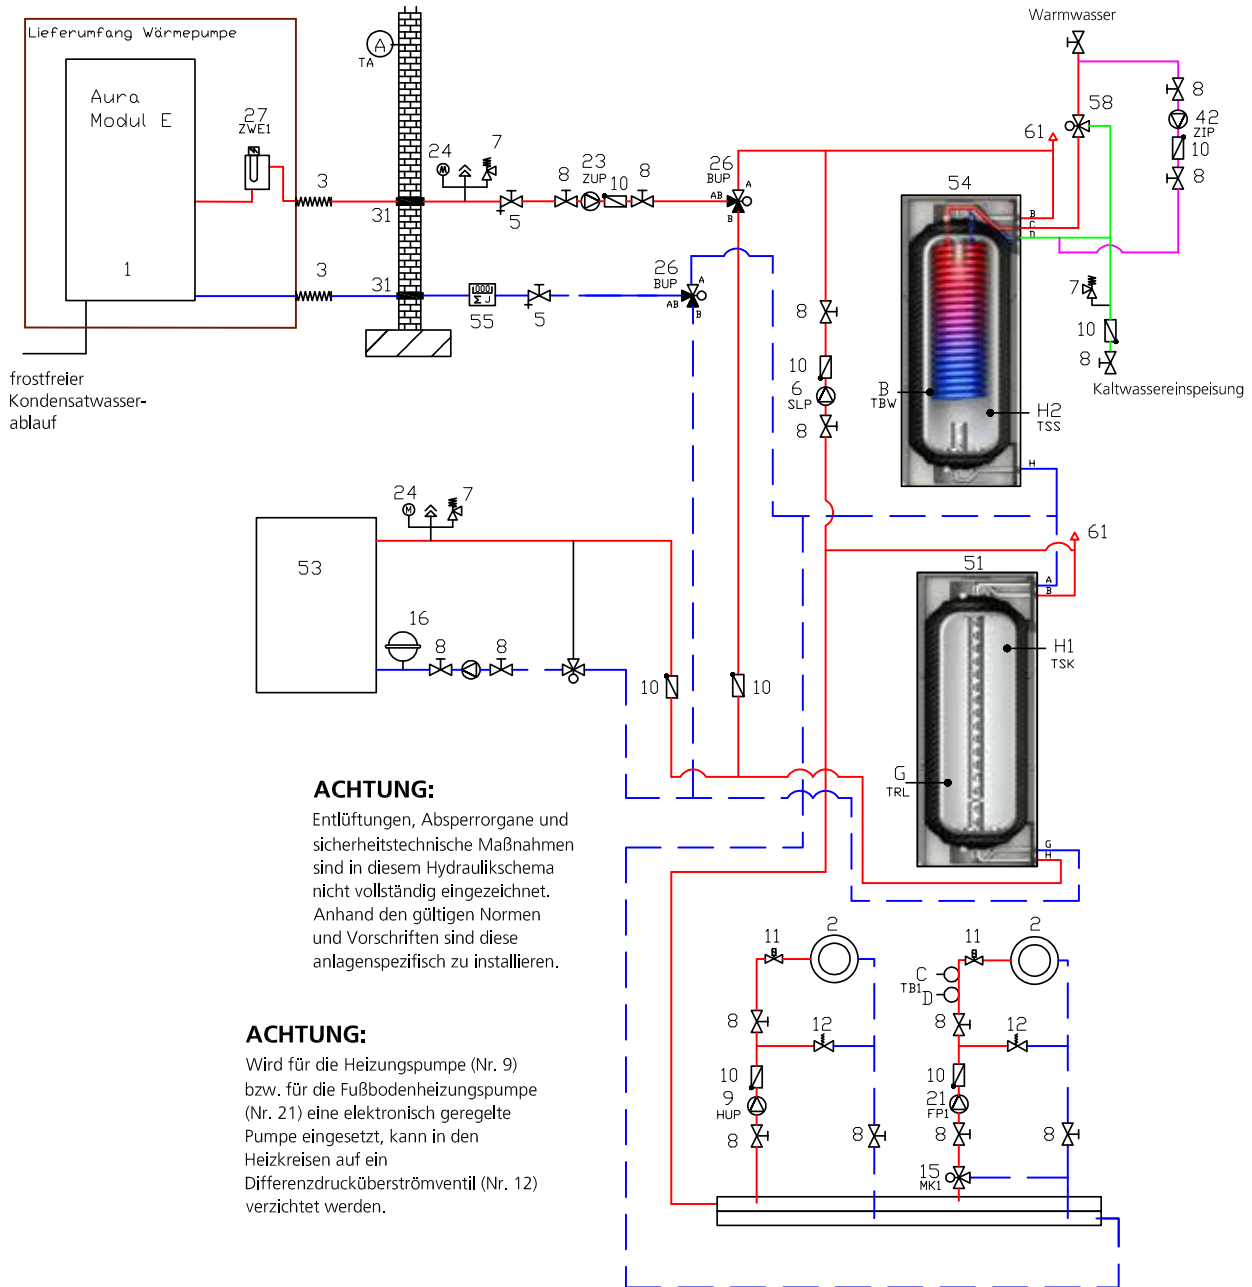 Warmwasser
Lieferumfang Wärmepumpe
A
TA
Aura
Modul E
27
ZWE1
3
24
M
7
8
23
ZUP
10
8
26
BUP
A
AB
B
61
58
8
42
ZIP
10
8
54
B
C
D
31
5
1
3
31
Σ J
55
5
26
BUP
A
AB
B
8
7
10
8
10
6
SLP
8
B
TBW
H2
TSS
H
Kaltwassereinspeisung
frostfreier
Kondensatwasser-
ablauf
24
M
7
53
16
8
8
10
10
61
51
A
B
H1
TSK
G
TRL
G
H
ACHTUNG:
Entlüftungen, Absperrorgane und
sicherheitstechnische Maßnahmen
sind in diesem Hydraulikschema
nicht vollständig eingezeichnet.
Anhand den gültigen Normen
und Vorschriften sind diese
anlagenspezifisch zu installieren.
ACHTUNG:
Wird für die Heizungspumpe (Nr. 9)
bzw. für die Fußbodenheizungspumpe
(Nr. 21) eine elektronisch geregelte
Pumpe eingesetzt, kann in den
Heizkreisen auf ein
Differenzdrucküberströmventil (Nr. 12)
verzichtet werden.
2
11
8
12
10
9
HUP
8
8
2
11
C
TB1
D
8
12
10
21
FP1
8
8
15
MK1